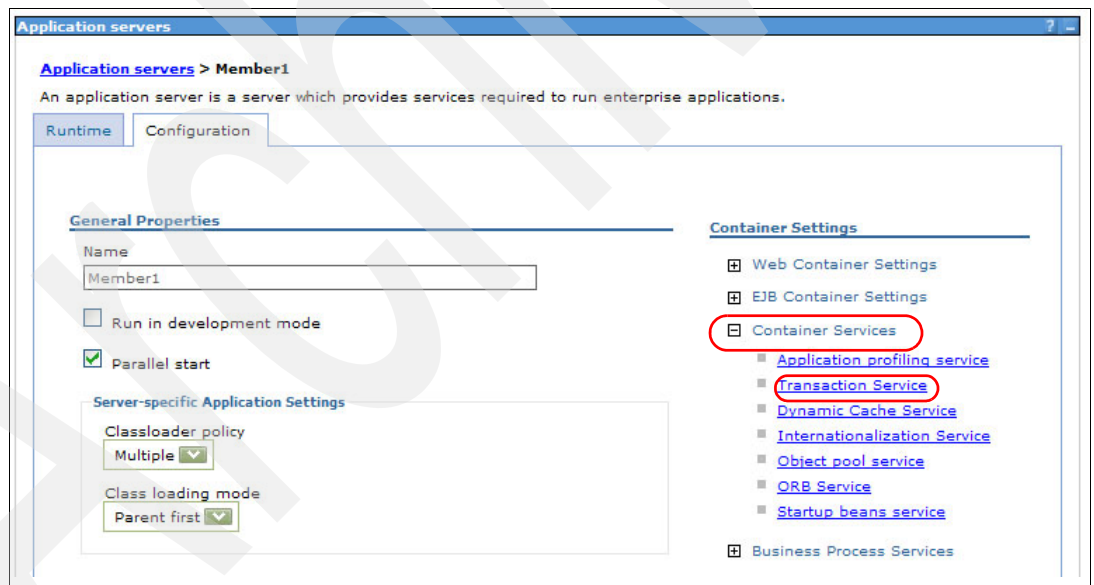 Application servers ? _
Application servers > Member1
An application server is a server which provides services required to run enterprise applications.
Runtime Configuration
General Properties
Name
Member1
Run in development mode
Parallel start
Server-specific Application Settings
Classloader policy
Multiple
Class loading mode
Parent first
Container Settings
Web Container Settings
EJB Container Settings
Container Services
Application profiling service
Transaction Service
Dynamic Cache Service
Internationalization Service
Object pool service
ORB Service
Startup beans service
Business Process Services